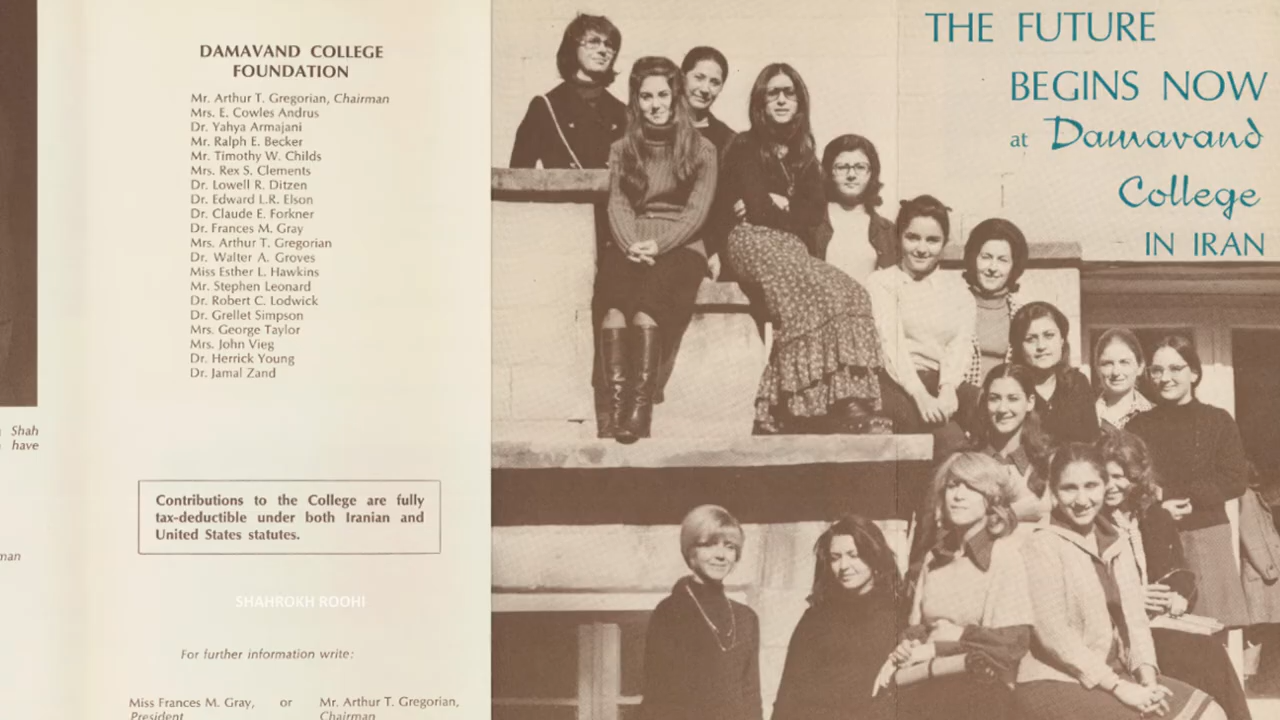 Shah
have
man
DAMAVAND COLLEGE
FOUNDATION
Mr. Arthur T. Gregorian, Chairman
Mrs. E. Cowles Andrus
Dr. Yahya Armajani
Mr. Ralph E. Becker
Mr. Timothy W. Childs
Mrs. Rex S. Clements
Dr. Lowell R. Ditzen
Dr. Edward L.R. Elson
Dr. Claude E. Forkner
Dr. Frances M. Gray
Mrs. Arthur T. Gregorian
Dr. Walter A. Groves
Miss Esther L. Hawkins
Mr. Stephen Leonard
Dr. Robert C. Lodwick
Dr. Grellet Simpson
Mrs. George Taylor
Mrs. John Vieg
Dr. Herrick Young
Dr. Jamal Zand
Contributions to the College are fully
tax-deductible under both Iranian and
United States statutes.
SHAHROKH ROOHI
For further information write:
Miss Frances M. Gray, or Mr. Arthur T. Gregorian,
President Chairman
THE FUTURE
BEGINS NOW
at Damavand
College
IN IRAN